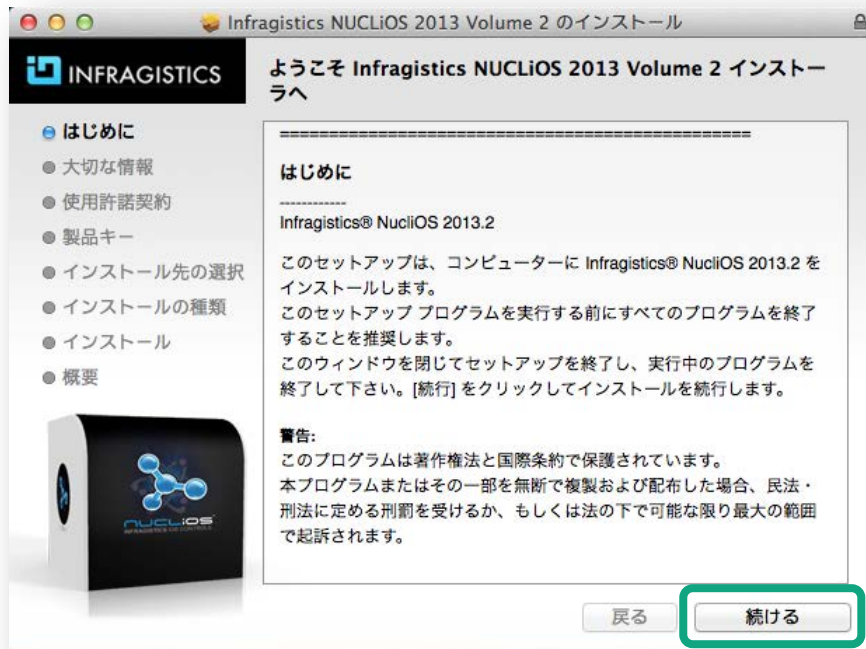 Infragistics NUCLiOS 2013 Volume 2 のインストール
INFRAGISTICS
ようこそ Infragistics NUCLiOS 2013 Volume 2 インストー
ラへ
はじめに
大切な情報
使用許諾契約
製品キー
インストール先の選択
インストールの種類
インストール
概要
================================================
はじめに
------------
Infragistics® NucliOS 2013.2
このセットアップは、コンピューターに Infragistics® NucliOS 2013.2 を
インストールします。
このセットアップ プログラムを実行する前にすべてのプログラムを終了
することを推奨します。
このウィンドウを閉じてセットアップを終了し、実行中のプログラムを
終了して下さい。[続行] をクリックしてインストールを続行します。
警告:
このプログラムは著作権法と国際条約で保護されています。
本プログラムまたはその一部を無断で複製および配布した場合、民法・
刑法に定める刑罰を受けるか、もしくは法の下で可能な限り最大の範囲
で起訴されます。
NUCLiOS
INFRAGISTICS iOS CONTROLS
戻る
続ける